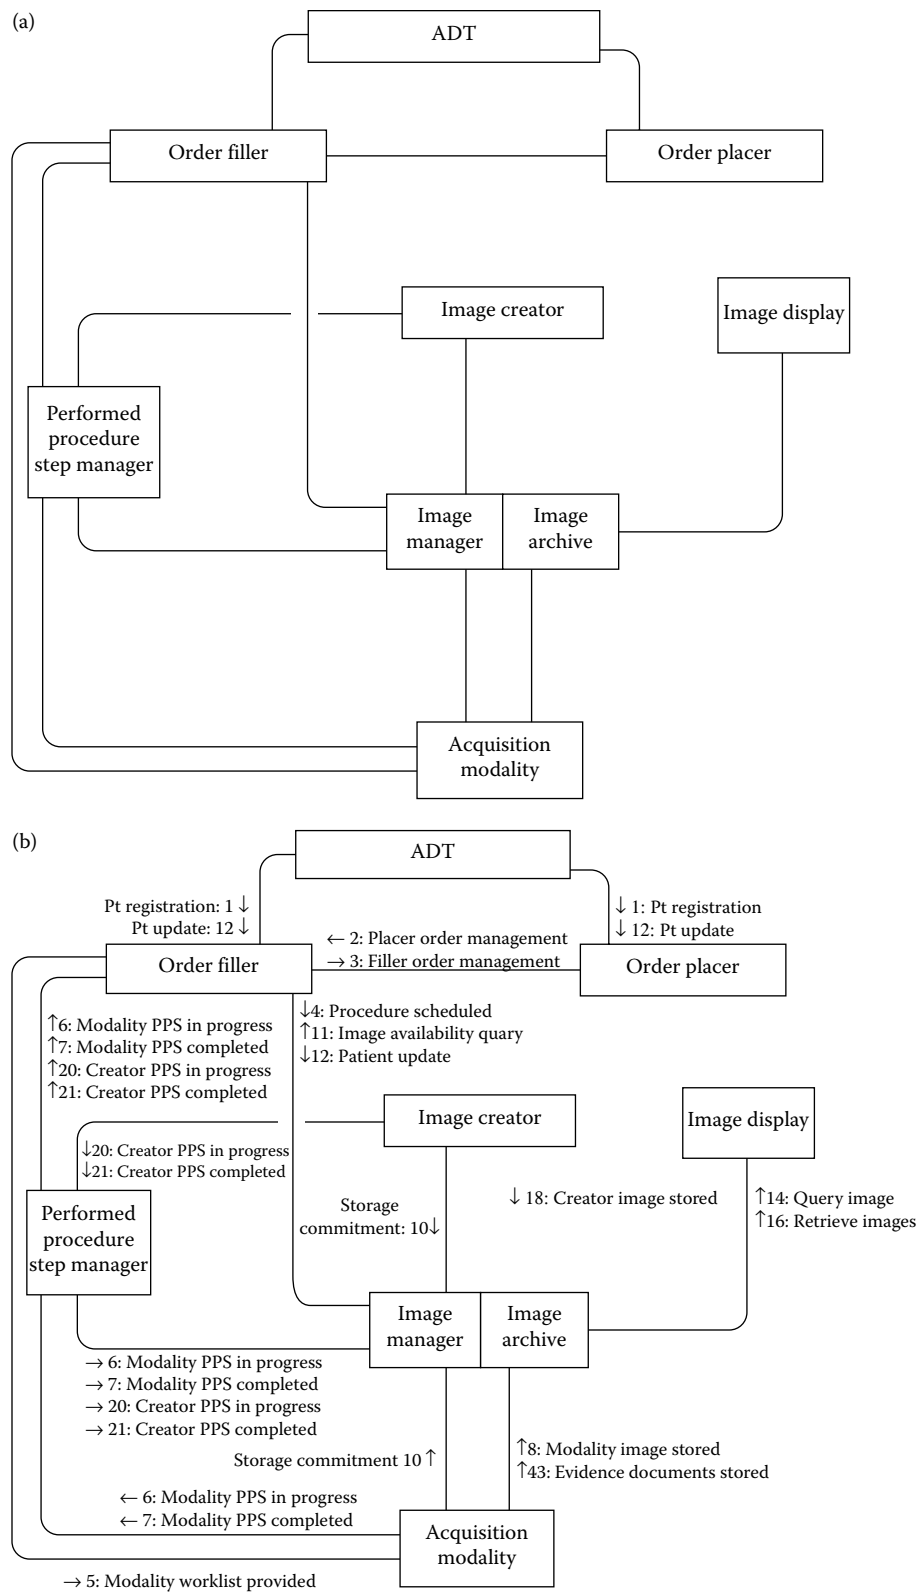 (a)
ADT
Order filler
Order placer
Image creator
Image display
Performed
procedure
step manager
Image
manager
Image
archive
Acquisition
modality
(b)
ADT
Pt registration: 1 ↓
Pt update: 12 ↓
↓ 1: Pt registration
↓ 12: Pt update
← 2: Placer order management
→ 3: Filler order management
Order filler
Order placer
↓4: Procedure scheduled
↑11: Image availability quary
↓12: Patient update
↑6: Modality PPS in progress
↑7: Modality PPS completed
↑20: Creator PPS in progress
↑21: Creator PPS completed
Image creator
Image display
↓20: Creator PPS in progress
↓21: Creator PPS completed
Storage
commitment: 10↓
↓ 18: Creator image stored
↑14: Query image
↑16: Retrieve images
Performed
procedure
step manager
Image
manager
Image
archive
→ 6: Modality PPS in progress
→ 7: Modality PPS completed
→ 20: Creator PPS in progress
→ 21: Creator PPS completed
Storage commitment 10 ↑
↑8: Modality image stored
↑43: Evidence documents stored
← 6: Modality PPS in progress
← 7: Modality PPS completed
Acquisition
modality
→ 5: Modality worklist provided